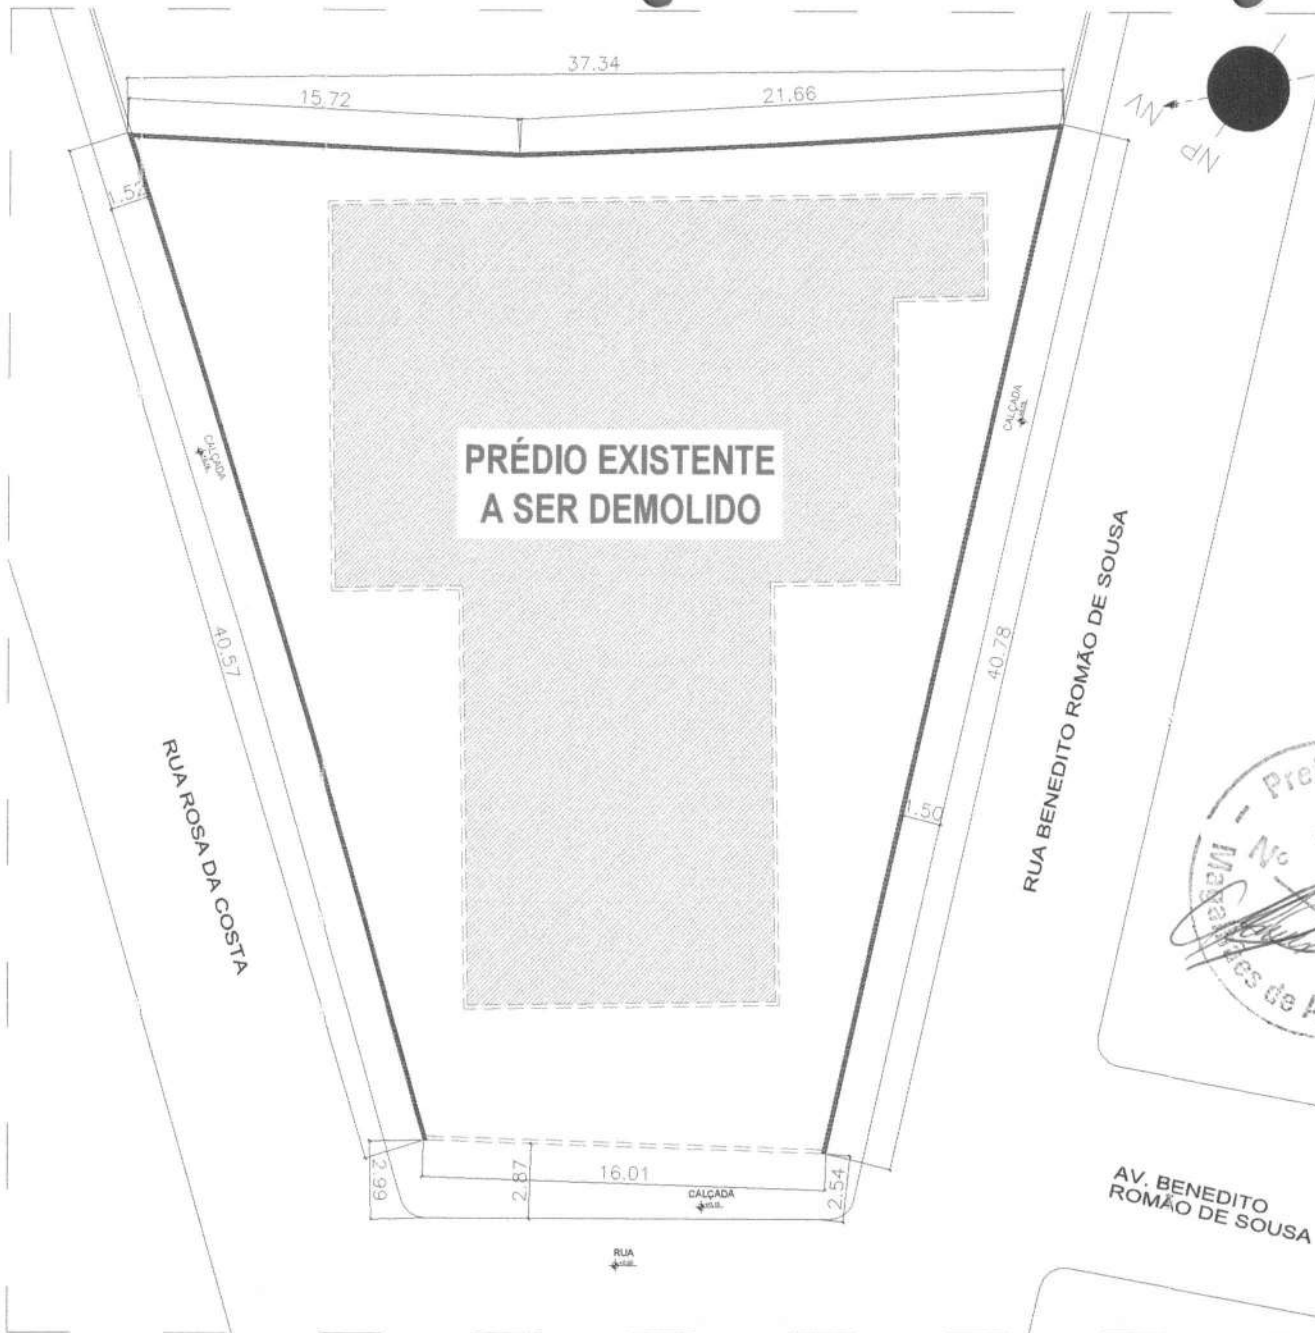 37.34
15.72
21.66
NV
NP
1.52
CALÇADA
CALÇADA
PRÉDIO EXISTENTE
A SER DEMOLIDO
40.57
40.78
RUA BENEDITO ROMÃO DE SOUSA
RUA ROSA DA COSTA
1.50
Nº
2.99
2.87
16.01
2.54
CALÇADA
RUA
AV. BENEDITO
ROMÃO DE SOUSA